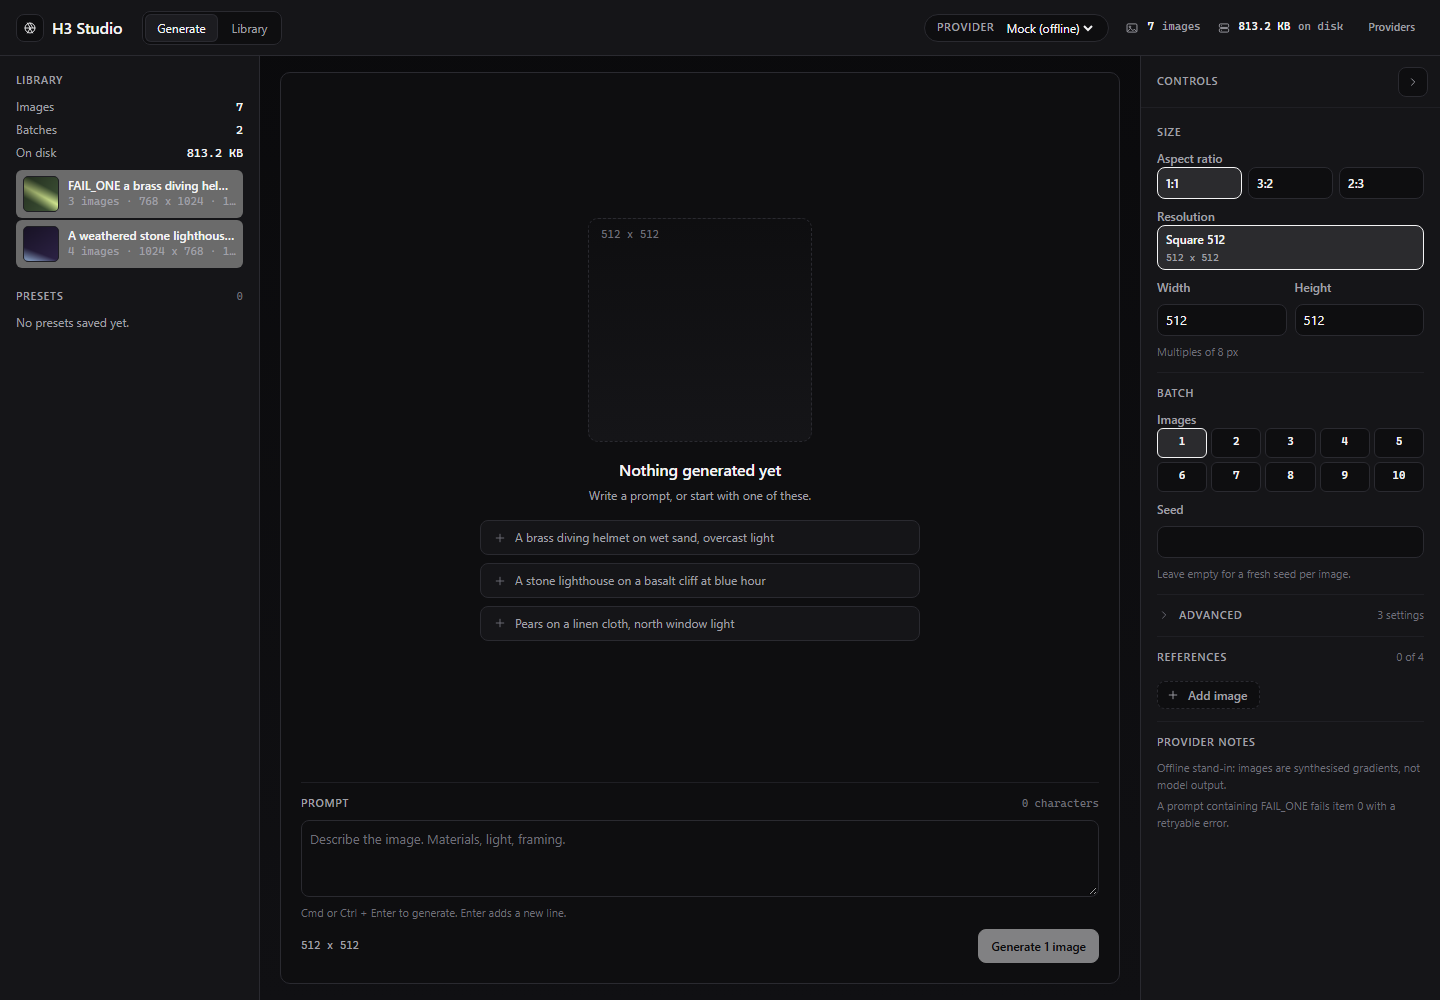 H3 Studio
Generate
Library
PROVIDER
Mock (offline)
7 images
813.2 KB on disk
Providers
LIBRARY
Images 7
Batches 2
On disk 813.2 KB
FAIL_ONE a brass diving hel...
3 images · 768 x 1024 · 1...
A weathered stone lighthous...
4 images · 1024 x 768 · 1...
PRESETS 0
No presets saved yet.
512 x 512
Nothing generated yet
Write a prompt, or start with one of these.
A brass diving helmet on wet sand, overcast light
A stone lighthouse on a basalt cliff at blue hour
Pears on a linen cloth, north window light
PROMPT 0 characters
Describe the image. Materials, light, framing.
Cmd or Ctrl + Enter to generate. Enter adds a new line.
512 x 512
Generate 1 image
CONTROLS
SIZE
Aspect ratio
1:1 3:2 2:3
Resolution
Square 512
512 x 512
Width Height
512 512
Multiples of 8 px
BATCH
Images
1 2 3 4 5
6 7 8 9 10
Seed
Leave empty for a fresh seed per image.
ADVANCED 3 settings
REFERENCES 0 of 4
Add image
PROVIDER NOTES
Offline stand-in: images are synthesised gradients, not
model output.
A prompt containing FAIL_ONE fails item 0 with a
retryable error.